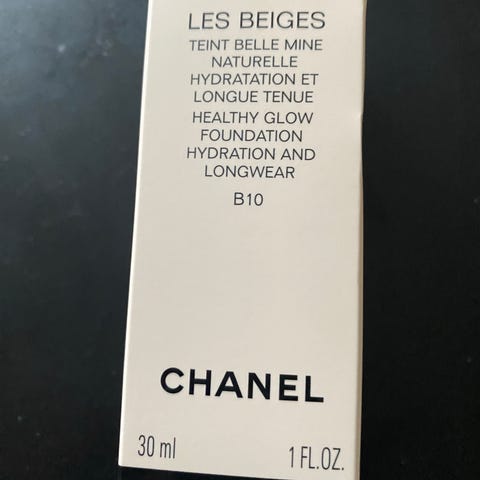 LES BEIGES
TEINT BELLE MINE
NATURELLE
HYDRATATION ET
LONGUE TENUE
HEALTHY GLOW
FOUNDATION
HYDRATION AND
LONGWEAR
B10
CHANEL
30 ml 1 FL.OZ.